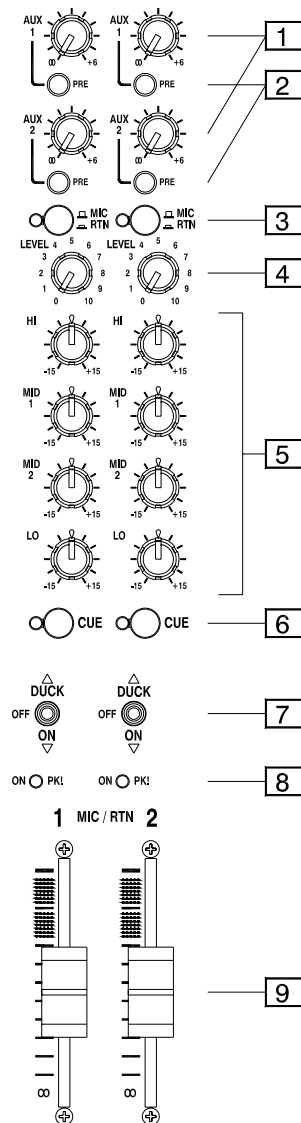 AUX 1 ∞ +6 AUX 1 ∞ +6 1
PRE PRE 2
AUX 2 ∞ +6 AUX 2 ∞ +6
PRE PRE
MIC RTN MIC RTN 3
LEVEL 0 1 2 3 4 5 6 7 8 9 10 LEVEL 0 1 2 3 4 5 6 7 8 9 10 4
HI -15 +15 HI -15 +15
MID 1 -15 +15 MID 1 -15 +15
MID 2 -15 +15 MID 2 -15 +15 5
LO -15 +15 LO -15 +15
CUE CUE 6
DUCK DUCK
OFF OFF 7
ON ON
ON PK! ON PK! 8
1 MIC / RTN 2
9
∞ ∞